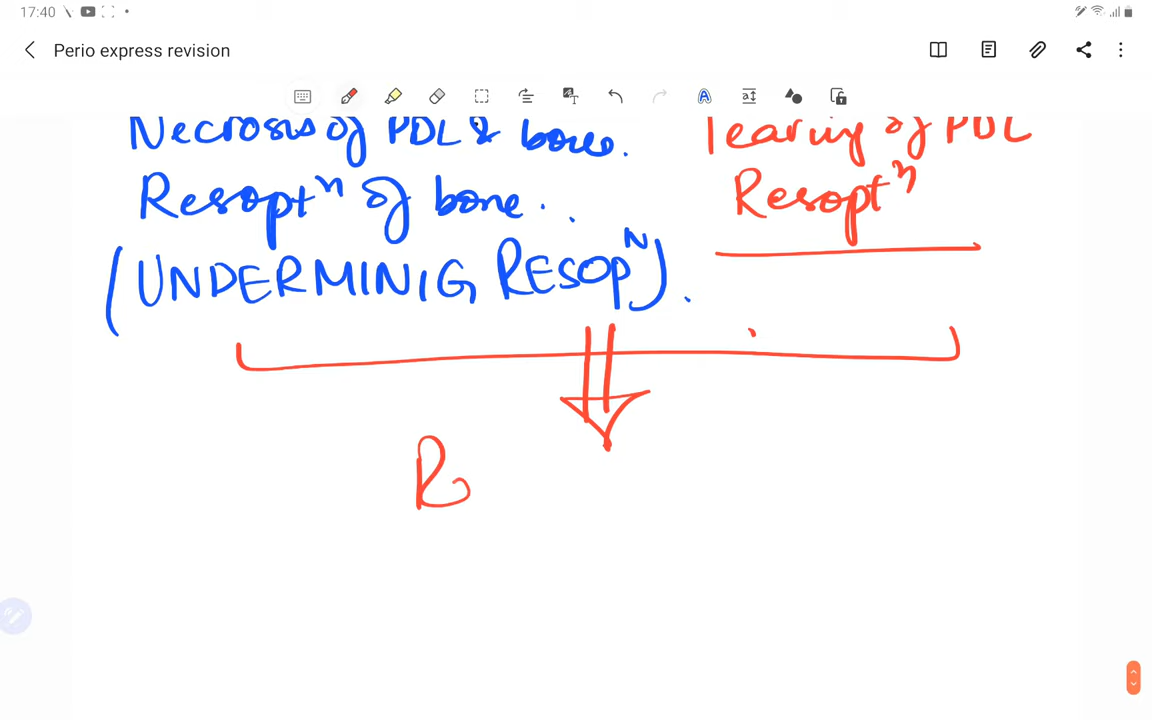 17:40
Perio express revision
Necrosis of PDL & bone.
Tearing of PDL
Resoptⁿ of bone.
Resoptⁿ
(UNDERMINIG RESOPᴺ).
R